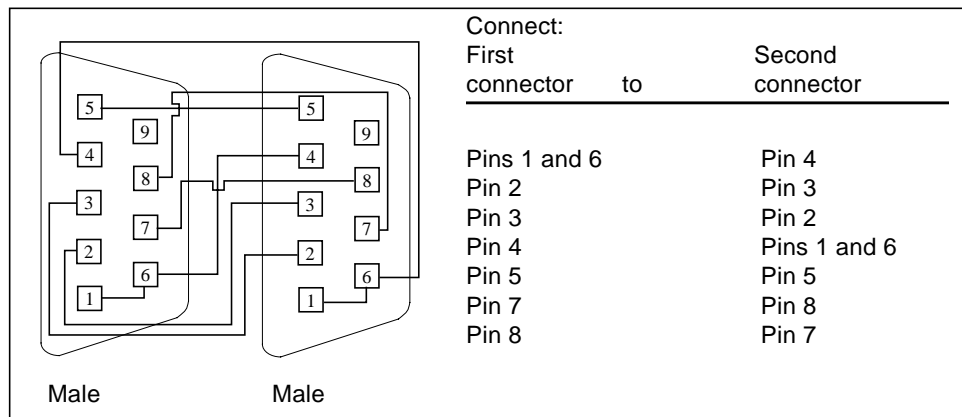 Connect:
First Second
connector to connector
Pins 1 and 6 Pin 4
Pin 2 Pin 3
Pin 3 Pin 2
Pin 4 Pins 1 and 6
Pin 5 Pin 5
Pin 7 Pin 8
Pin 8 Pin 7
5
9
4
8
3
7
2
6
1
5
9
4
8
3
7
2
6
1
Male Male